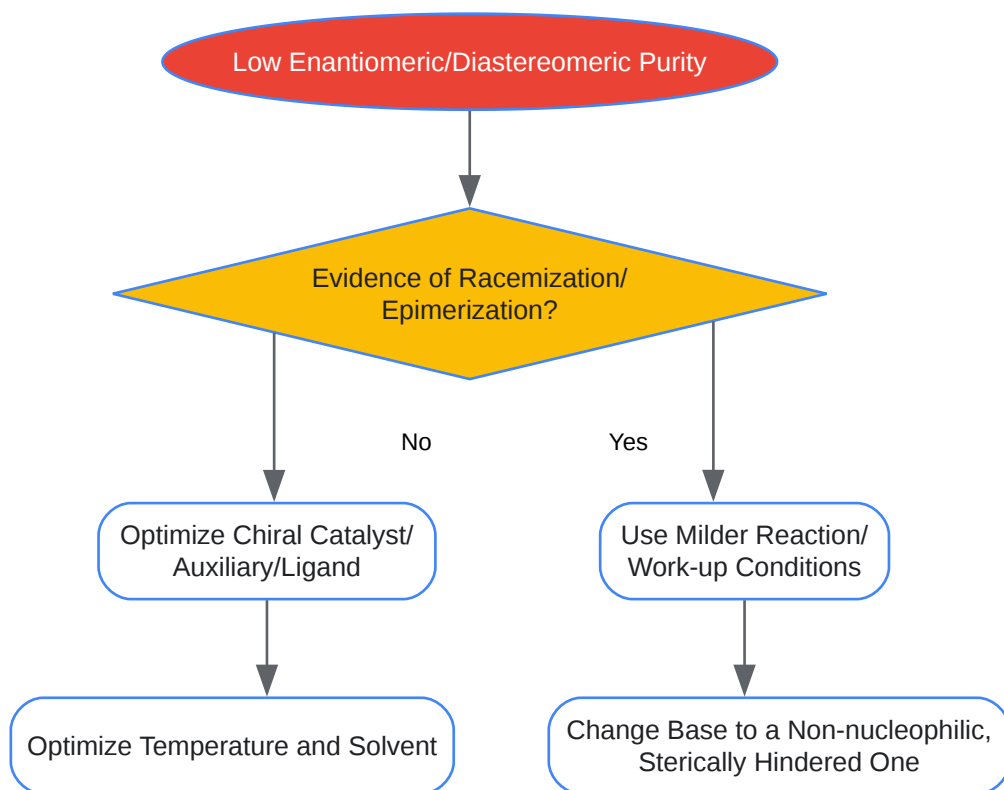 Low Enantiomeric/Diastereomeric Purity
Evidence of Racemization/
Epimerization?
No
Yes
Optimize Chiral Catalyst/
Auxiliary/Ligand
Use Milder Reaction/
Work-up Conditions
Optimize Temperature and Solvent
Change Base to a Non-nucleophilic,
Sterically Hindered One